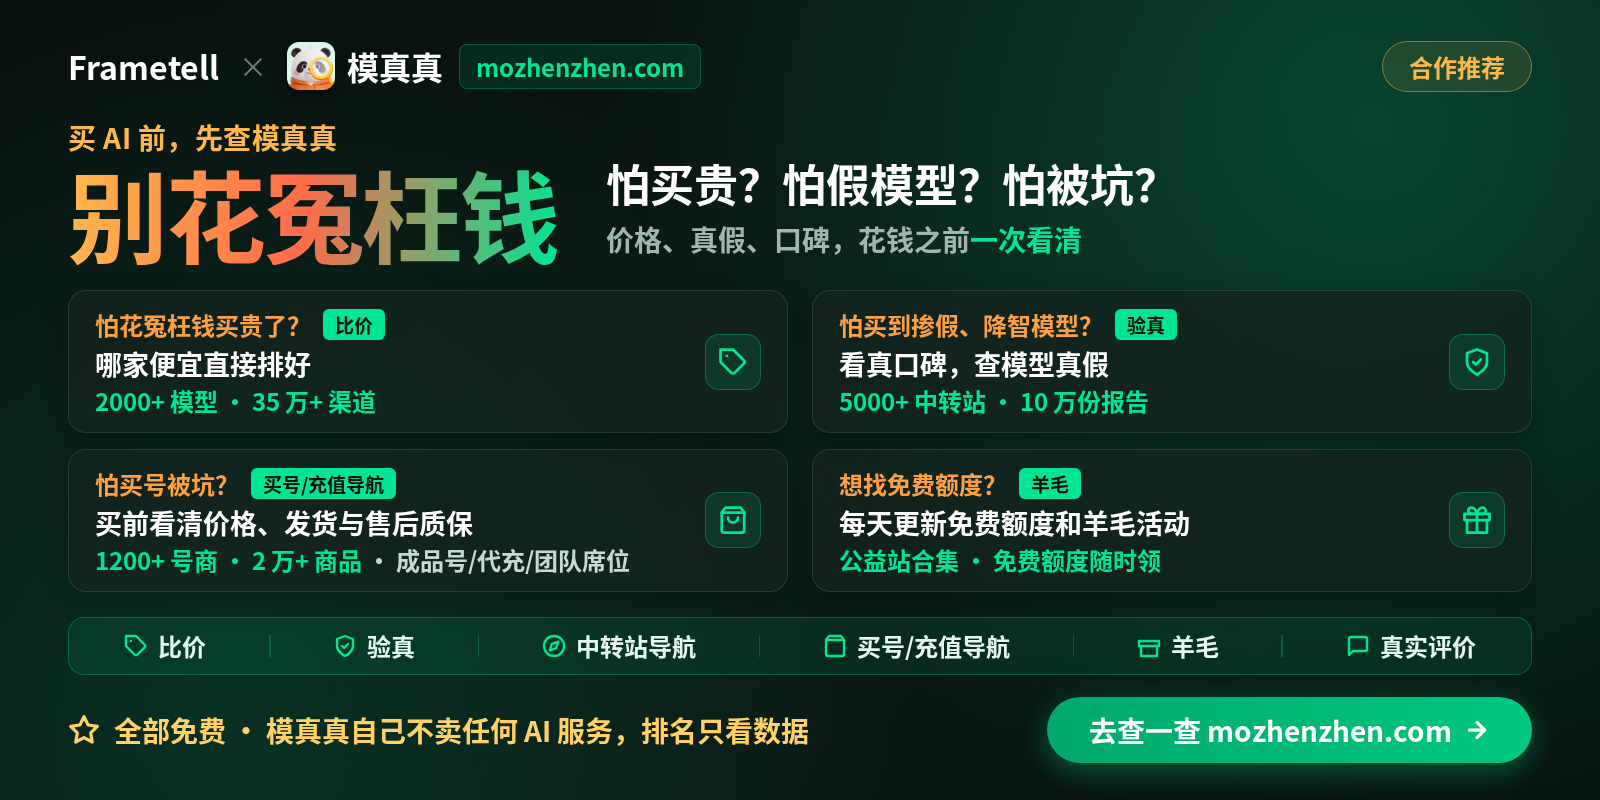 Frametell × 模真真 mozhenzhen.com
合作推荐
买 AI 前，先查模真真
别花冤枉钱
怕买贵？怕假模型？怕被坑？
价格、真假、口碑，花钱之前一次看清
怕花冤枉钱买贵了？ 比价
哪家便宜直接排好
2000+ 模型 · 35 万+ 渠道
怕买到掺假、降智模型？ 验真
看真口碑，查模型真假
5000+ 中转站 · 10 万份报告
怕买号被坑？ 买号/充值导航
买前看清价格、发货与售后质保
1200+ 号商 · 2 万+ 商品 · 成品号/代充/团队席位
想找免费额度？ 羊毛
每天更新免费额度和羊毛活动
公益站合集 · 免费额度随时领
比价 验真 中转站导航 买号/充值导航 羊毛 真实评价
全部免费 · 模真真自己不卖任何 AI 服务，排名只看数据
去查一查 mozhenzhen.com →